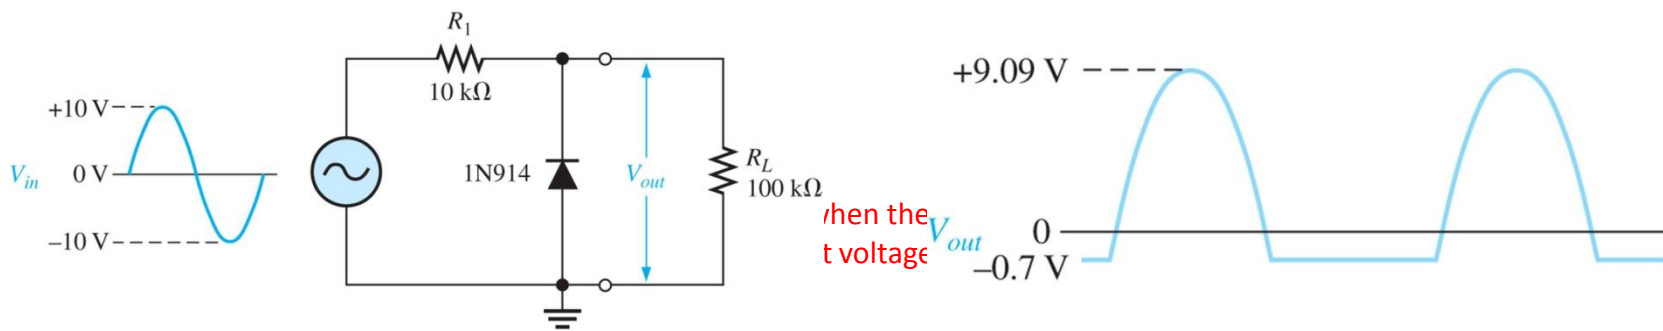 R1
10 kΩ
+10 V
Vin
0 V
−10 V
1N914
Vout
RL
100 kΩ
the
voltage
+9.09 V
Vout
0
−0.7 V